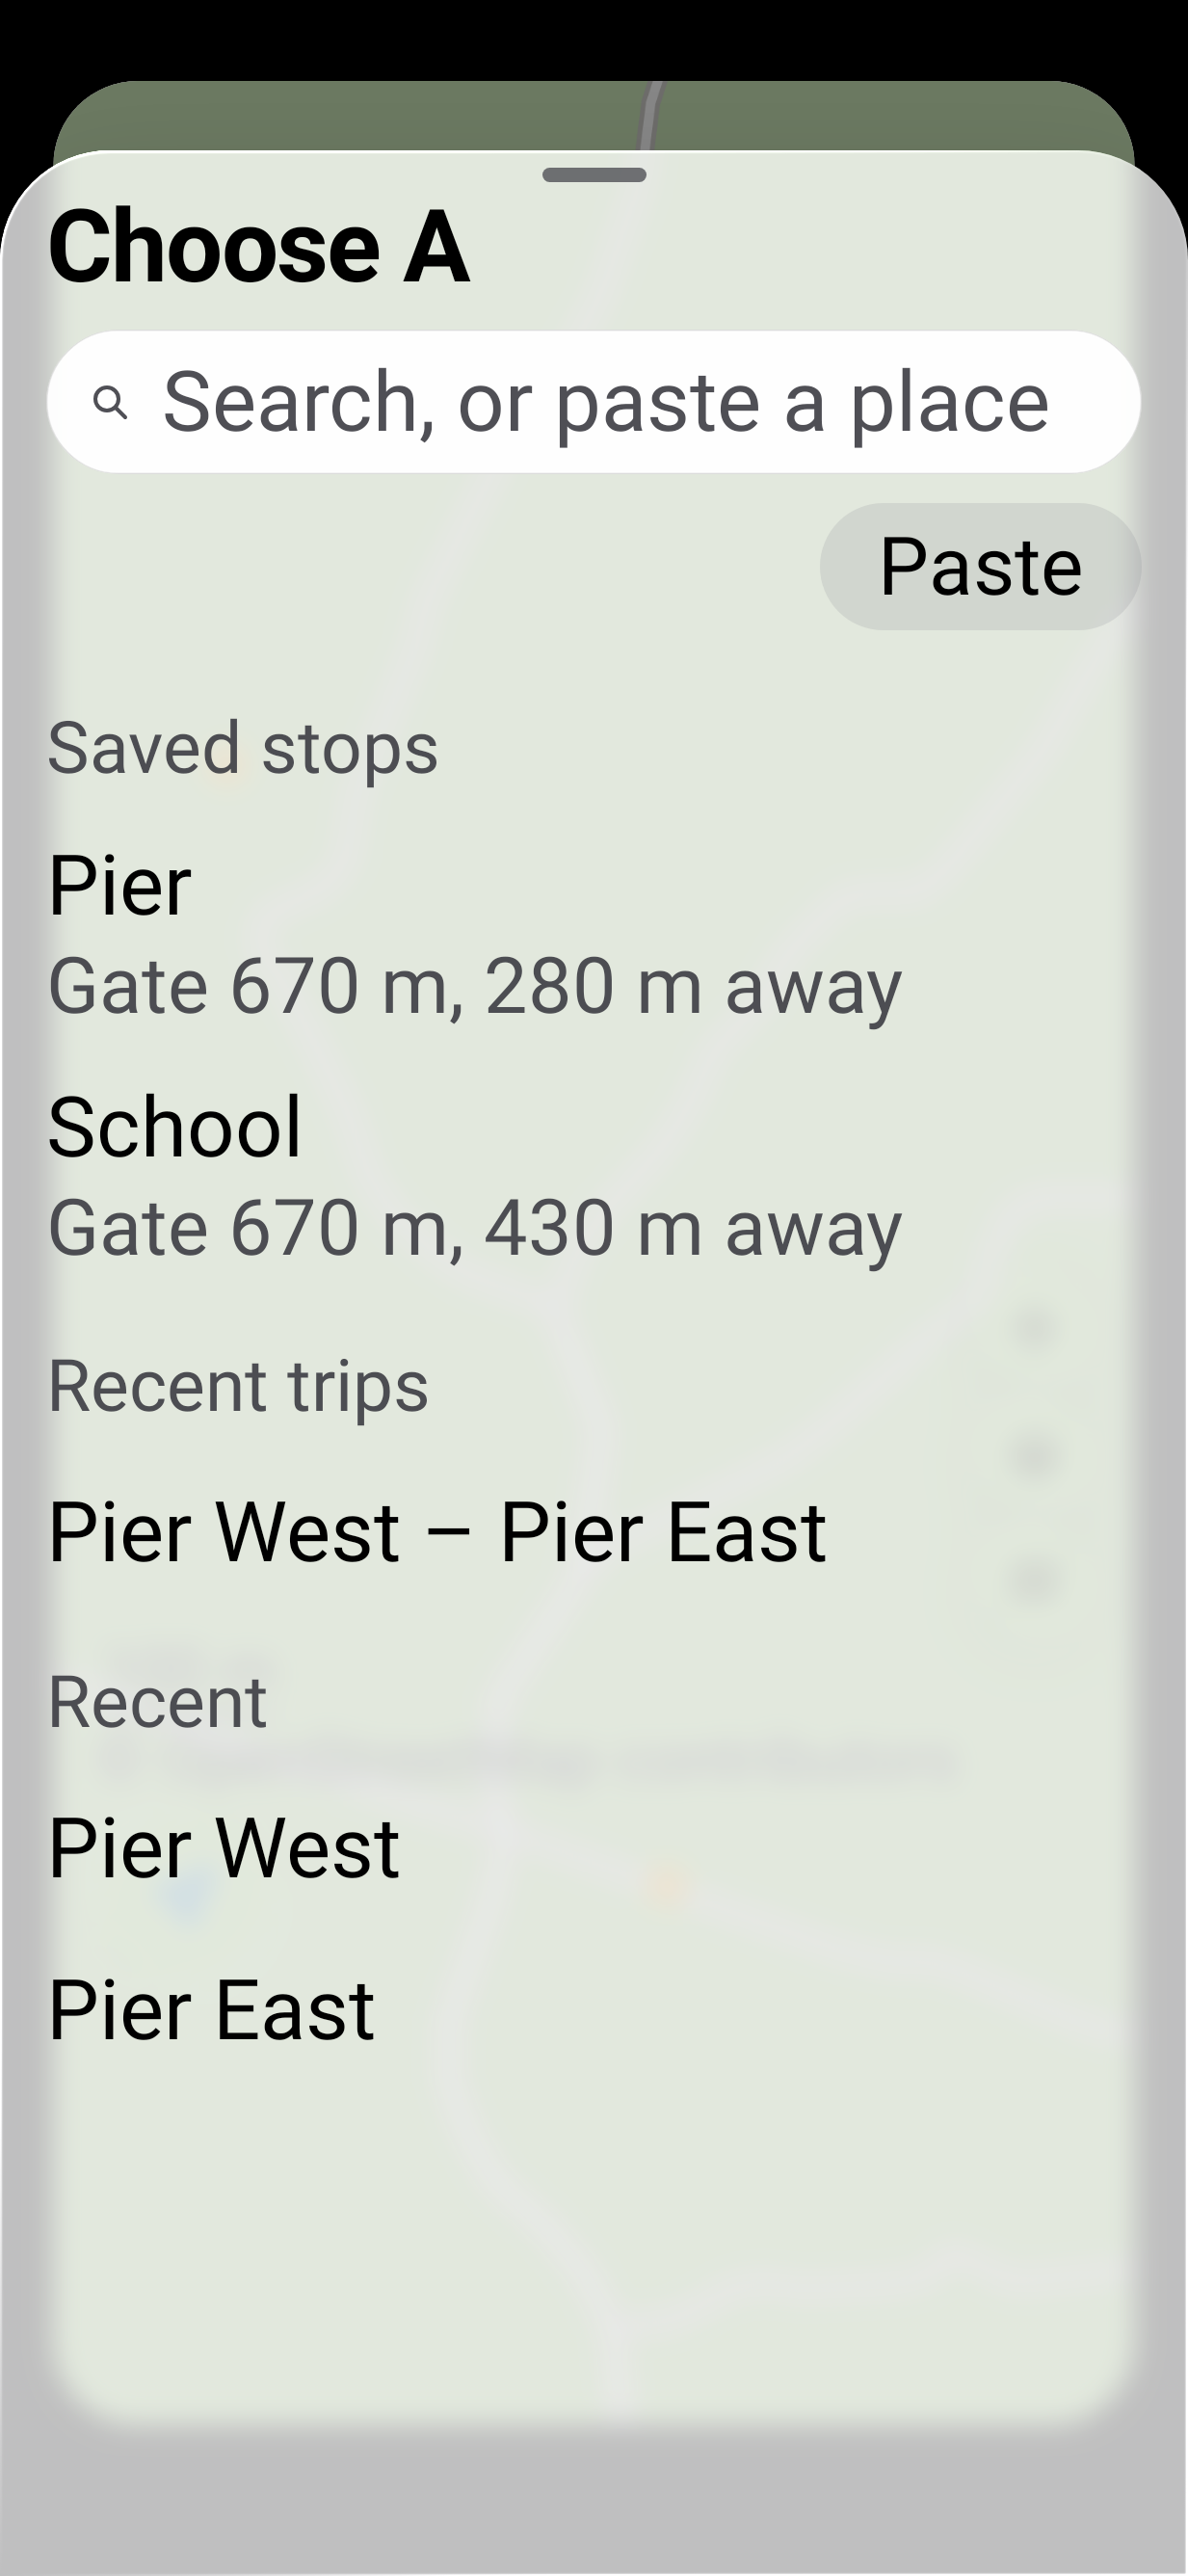 Choose A
Search, or paste a place
Paste
Saved stops
Pier
Gate 670 m, 280 m away
School
Gate 670 m, 430 m away
Recent trips
Pier West – Pier East
Recent
Pier West
Pier East